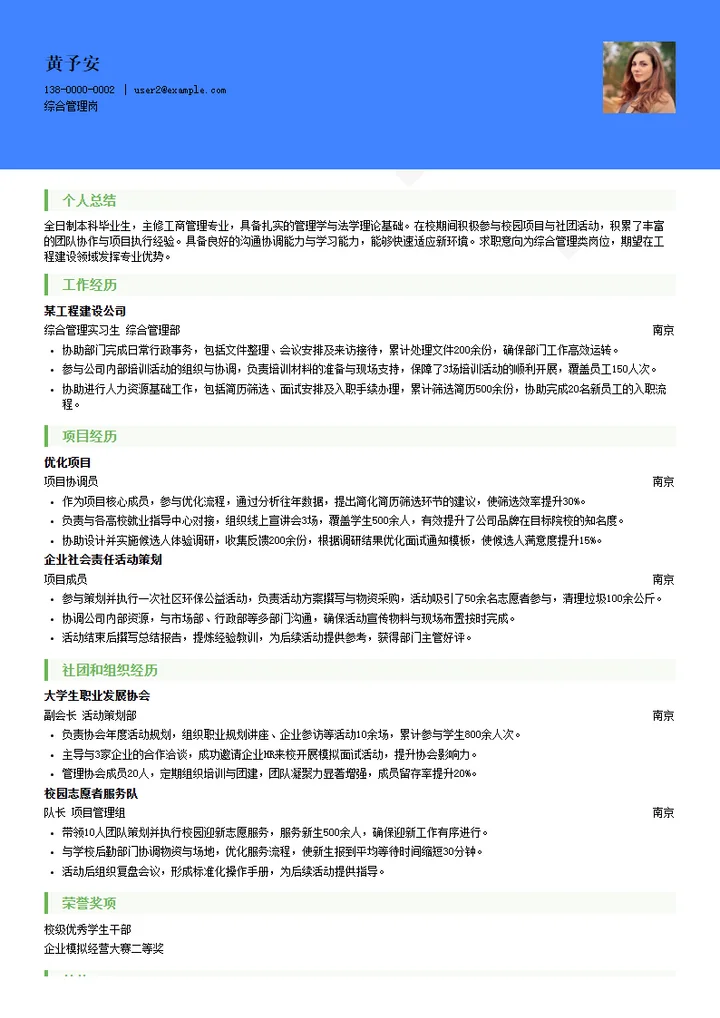 黄予安
138-0000-0002 | user2@example.com
综合管理岗
个人总结
全日制本科毕业生，主修工商管理专业，具备扎实的管理学与法学理论基础。在校期间积极参与校园项目与社团活动，积累了丰富
的团队协作与项目执行经验。具备良好的沟通协调能力与学习能力，能够快速适应新环境。求职意向为综合管理类岗位，期望在工
程建设领域发挥专业优势。
工作经历
某工程建设公司
综合管理实习生 综合管理部 南京
• 协助部门完成日常行政事务，包括文件整理、会议安排及来访接待，累计处理文件200余份，确保部门工作高效运转。
• 参与公司内部培训活动的组织与协调，负责培训材料的准备与现场支持，保障了3场培训活动的顺利开展，覆盖员工150人次。
• 协助进行人力资源基础工作，包括简历筛选、面试安排及入职手续办理，累计筛选简历500余份，协助完成20名新员工的入职流
程。
项目经历
优化项目
项目协调员 南京
• 作为项目核心成员，参与优化流程，通过分析往年数据，提出简化简历筛选环节的建议，使筛选效率提升30%。
• 负责与各高校就业指导中心对接，组织线上宣讲会3场，覆盖学生500余人，有效提升了公司品牌在目标院校的知名度。
• 协助设计并实施候选人体验调研，收集反馈200余份，根据调研结果优化面试通知模板，使候选人满意度提升15%。
企业社会责任活动策划
项目成员 南京
• 参与策划并执行一次社区环保公益活动，负责活动方案撰写与物资采购，活动吸引了50余名志愿者参与，清理垃圾100余公斤。
• 协调公司内部资源，与市场部、行政部等多部门沟通，确保活动宣传物料与现场布置按时完成。
• 活动结束后撰写总结报告，提炼经验教训，为后续活动提供参考，获得部门主管好评。
社团和组织经历
大学生职业发展协会
副会长 活动策划部 南京
• 负责协会年度活动规划，组织职业规划讲座、企业参访等活动10余场，累计参与学生800余人次。
• 主导与3家企业的合作洽谈，成功邀请企业HR来校开展模拟面试活动，提升协会影响力。
• 管理协会成员20人，定期组织培训与团建，团队凝聚力显著增强，成员留存率提升20%。
校园志愿者服务队
队长 项目管理组 南京
• 带领10人团队策划并执行校园迎新志愿服务，服务新生500余人，确保迎新工作有序进行。
• 与学校后勤部门协调物资与场地，优化服务流程，使新生报到平均等待时间缩短30分钟。
• 活动后组织复盘会议，形成标准化操作手册，为后续活动提供指导。
荣誉奖项
校级优秀学生干部
企业模拟经营大赛二等奖